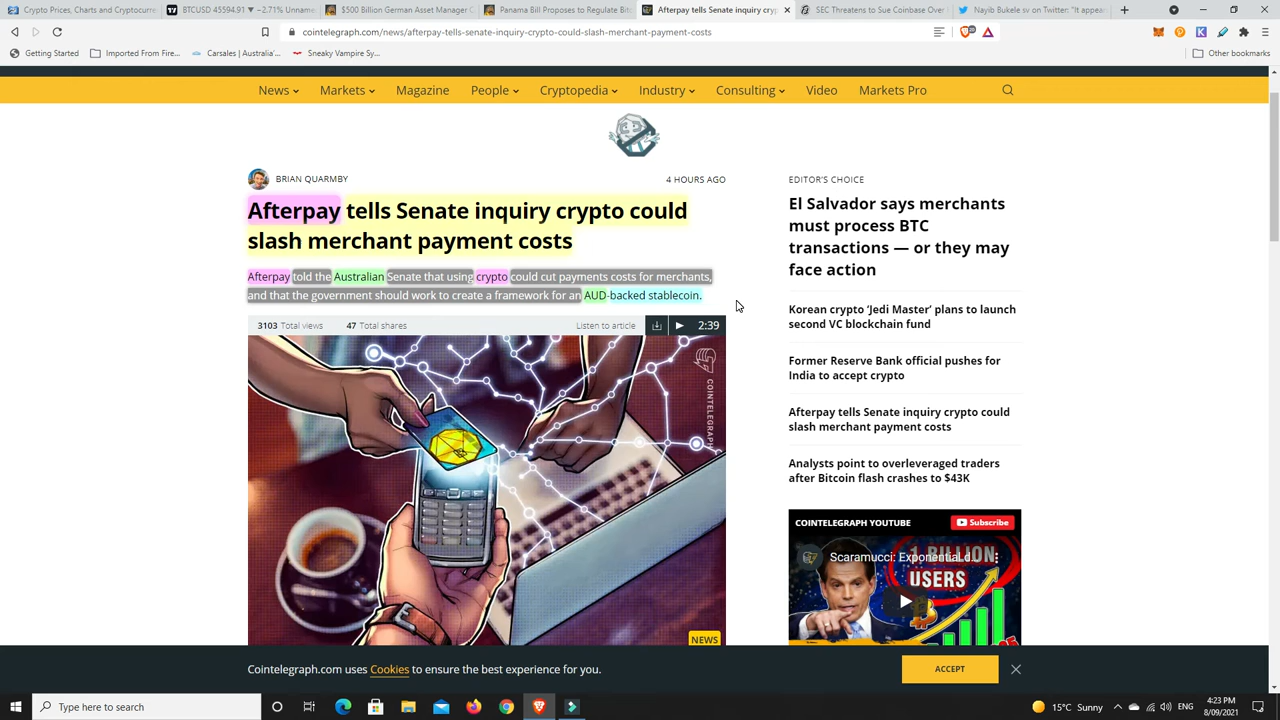 Crypto Prices, Charts and Cryptocurr
BTCUSD 45594.91 ▼ −2.71% Unname
$500 Billion German Asset Manager C
Panama Bill Proposes to Regulate Bit
Afterpay tells Senate inquiry cryp
SEC Threatens to Sue Coinbase Over
Nayib Bukele sv on Twitter: "It appear
cointelegraph.com/news/afterpay-tells-senate-inquiry-crypto-could-slash-merchant-payment-costs
Getting Started
Imported From Fire...
Carsales | Australia'...
Sneaky Vampire Sy...
Other bookmarks
News
Markets
Magazine
People
Cryptopedia
Industry
Consulting
Video
Markets Pro
BRIAN QUARMBY
4 HOURS AGO
Afterpay tells Senate inquiry crypto could
slash merchant payment costs
Afterpay told the Australian Senate that using crypto could cut payments costs for merchants,
and that the government should work to create a framework for an AUD-backed stablecoin.
3103 Total views
47 Total shares
Listen to article
2:39
COINTELEGRAPH
NEWS
EDITOR'S CHOICE
El Salvador says merchants
must process BTC
transactions — or they may
face action
Korean crypto ‘Jedi Master’ plans to launch
second VC blockchain fund
Former Reserve Bank official pushes for
India to accept crypto
Afterpay tells Senate inquiry crypto could
slash merchant payment costs
Analysts point to overleveraged traders
after Bitcoin flash crashes to $43K
COINTELEGRAPH YOUTUBE
Subscribe
Scaramucci: Exponential d...
1 BILLION
USERS
Cointelegraph.com uses Cookies to ensure the best experience for you.
ACCEPT
Type here to search
15°C Sunny
4:23 PM
8/09/2021